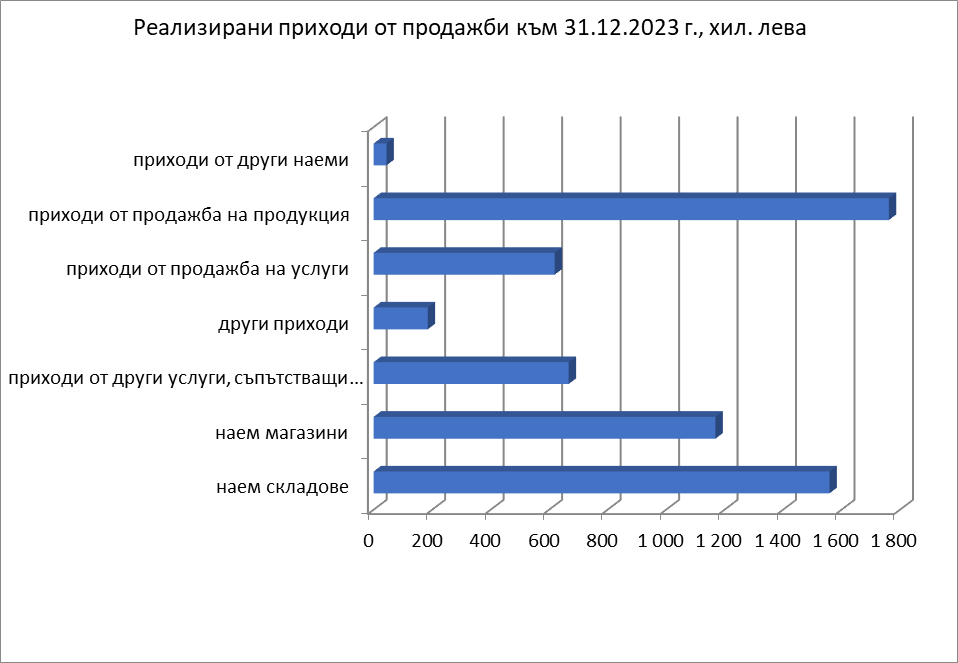 Реализирани приходи от продажби към 31.12.2023 г., хил. лева
приходи от други наеми
приходи от продажба на продукция
приходи от продажба на услуги
други приходи
приходи от други услуги, съпътстващи...
наем магазини
наем складове
0 200 400 600 800 1 000 1 200 1 400 1 600 1 800